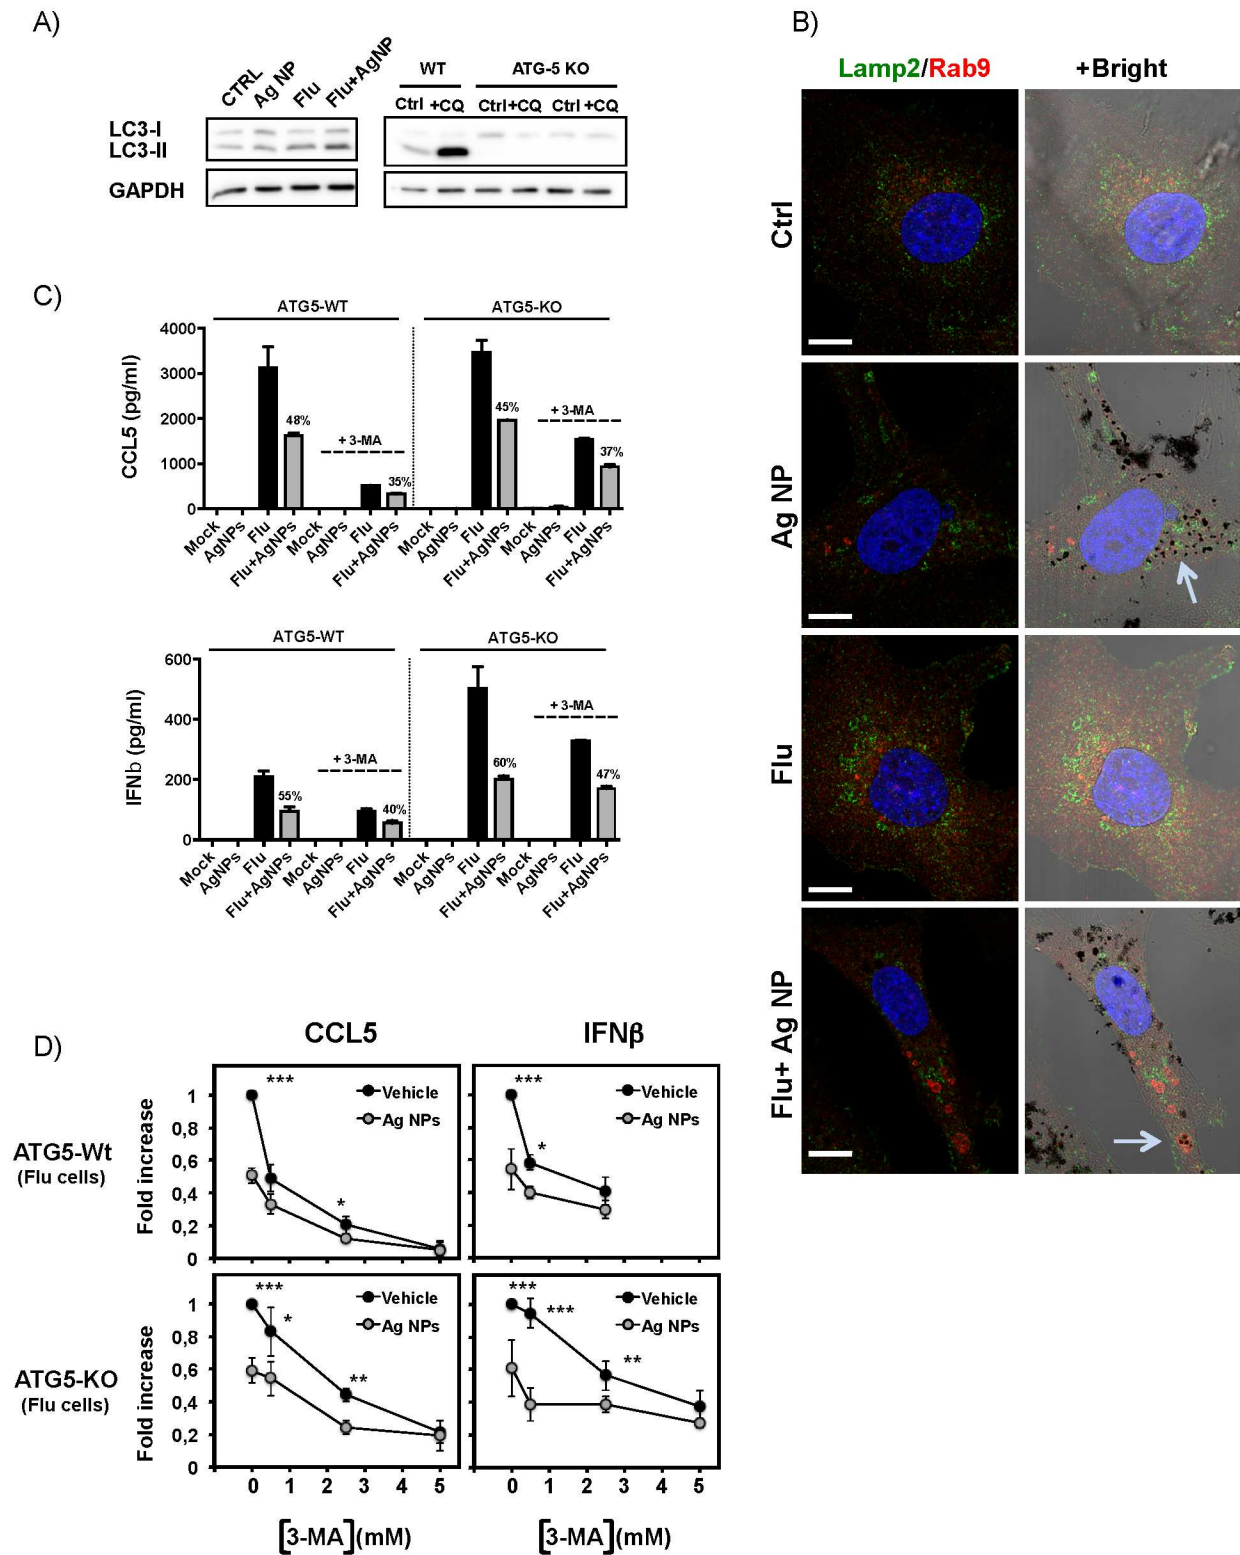 A)
CTRL
Ag NP
Flu
Flu+AgNP
WT
ATG-5 KO
Ctrl +CQ
Ctrl +CQ
Ctrl + CQ
LC3-I
LC3-II
GAPDH
B)
Lamp2/Rab9
+Bright
Ctrl
Ag NP
Flu
Flu+ Ag NP
C)
ATG5-WT
ATG5-KO
CCL5 (pg/ml)
4000
3000
2000
1000
0
48%
+ 3-MA
35%
45%
+ 3-MA
37%
Mock
AgNPs
Flu
Flu+AgNPs
Mock
AgNPs
Flu
Flu+AgNPs
Mock
AgNPs
Flu
Flu+AgNPs
Mock
AgNPs
Flu
Flu+AgNPs
ATG5-WT
ATG5-KO
IFNb (pg/ml)
600
400
200
0
55%
+ 3-MA
40%
60%
+ 3-MA
47%
Mock
AgNPs
Flu
Flu+AgNPs
Mock
AgNPs
Flu
Flu+AgNPs
Mock
AgNPs
Flu
Flu+AgNPs
Mock
AgNPs
Flu
Flu+AgNPs
D)
CCL5
IFNβ
ATG5-Wt
(Flu cells)
Fold increase
1
0,8
0,6
0,4
0,2
0
***
*
Vehicle
Ag NPs
***
*
Vehicle
Ag NPs
ATG5-KO
(Flu cells)
Fold increase
1
0,8
0,6
0,4
0,2
0
***
*
**
Vehicle
Ag NPs
***
***
**
Vehicle
Ag NPs
0 1 2 3 4 5
0 1 2 3 4 5
[3-MA](mM)
[3-MA](mM)